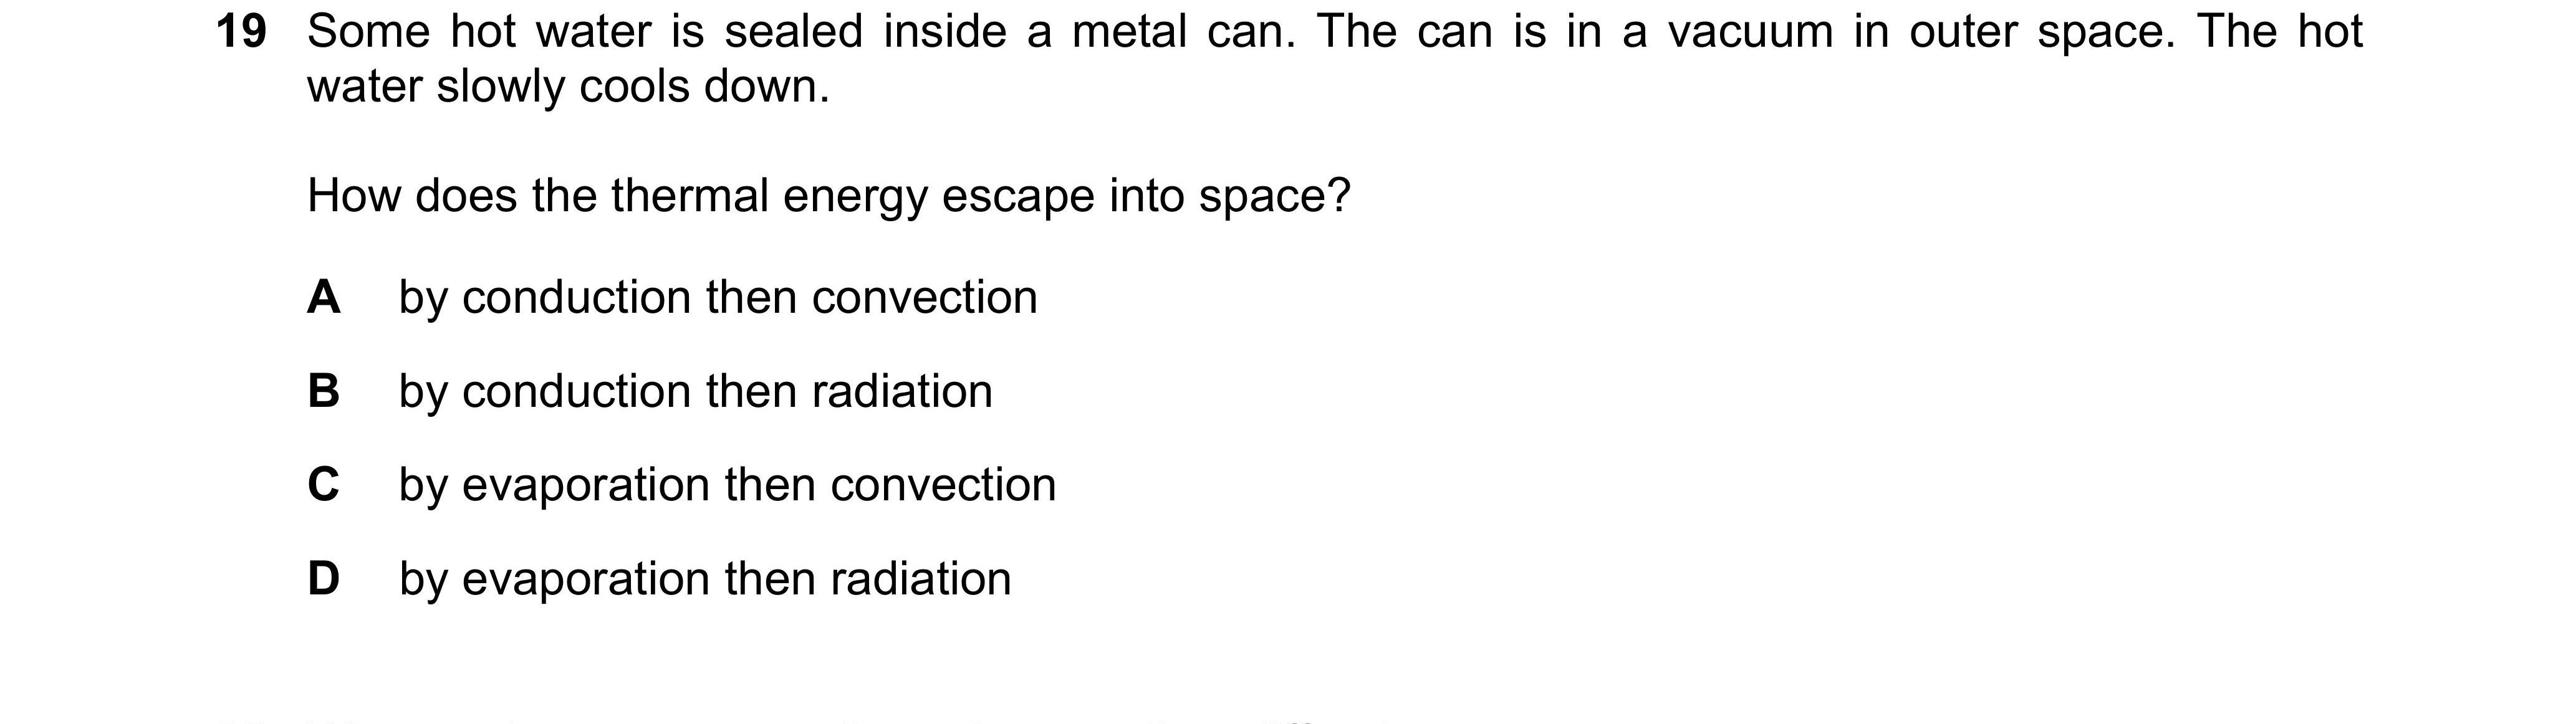 19 Some hot water is sealed inside a metal can. The can is in a vacuum in outer space. The hot
water slowly cools down.
How does the thermal energy escape into space?
A by conduction then convection
B by conduction then radiation
C by evaporation then convection
D by evaporation then radiation